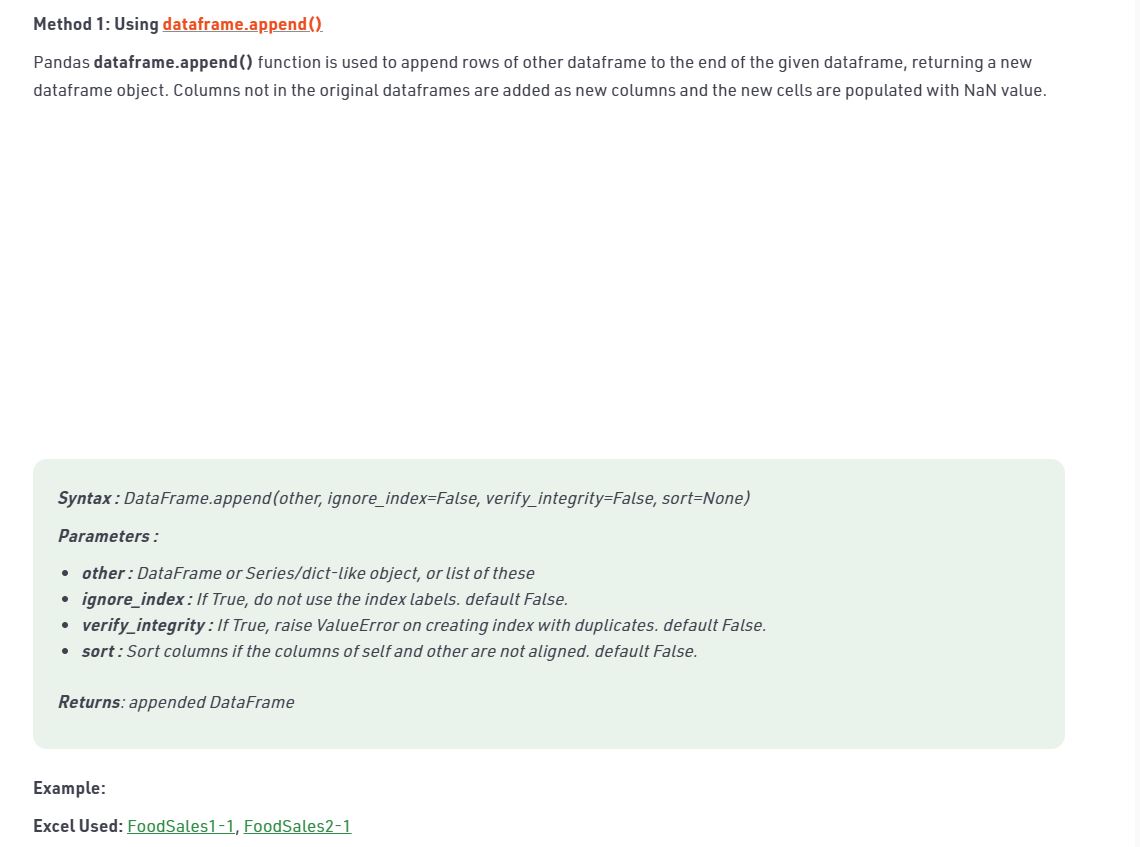 Method 1: Using dataframe.append()
Pandas dataframe.append() function is used to append rows of other dataframe to the end of the given dataframe, returning a new
dataframe object. Columns not in the original dataframes are added as new columns and the new cells are populated with NaN value.
Syntax : DataFrame.append(other, ignore_index=False, verify_integrity=False, sort=None)
Parameters :
• other : DataFrame or Series/dict-like object, or list of these
• ignore_index : If True, do not use the index labels. default False.
• verify_integrity : If True, raise ValueError on creating index with duplicates. default False.
• sort : Sort columns if the columns of self and other are not aligned. default False.
Returns: appended DataFrame
Example:
Excel Used: FoodSales1-1, FoodSales2-1